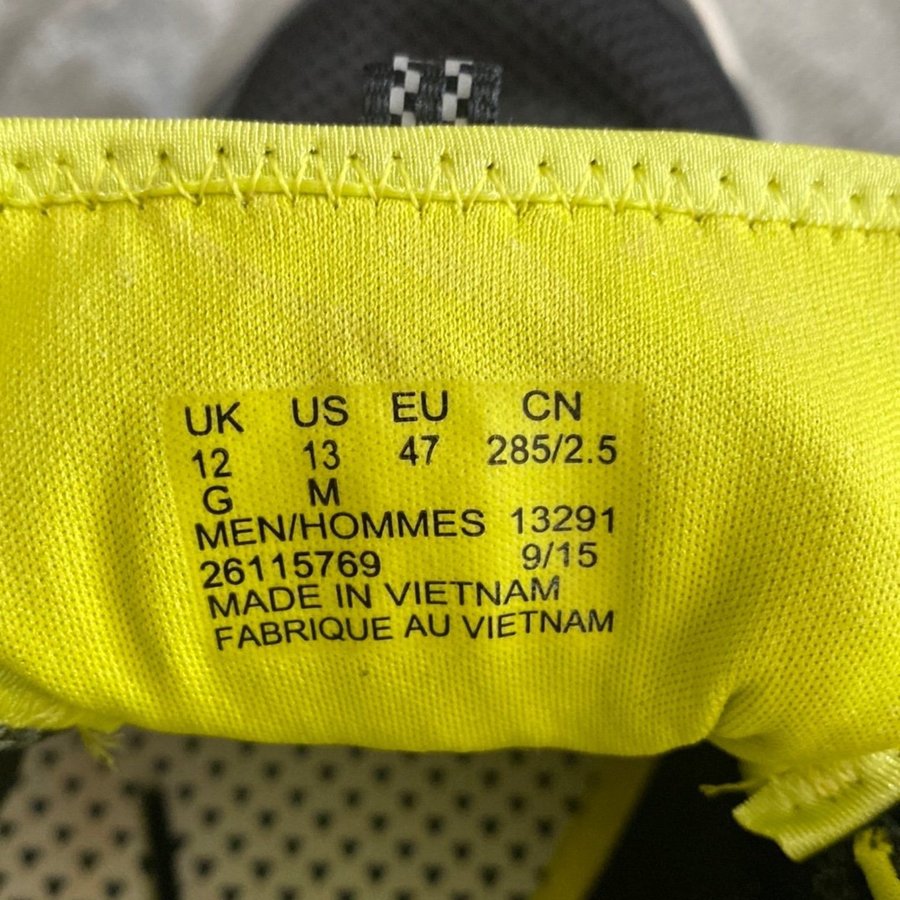 UK US EU CN
12 13 47 285/2.5
G M
MEN/HOMMES 13291
26115769 9/15
MADE IN VIETNAM
FABRIQUE AU VIETNAM